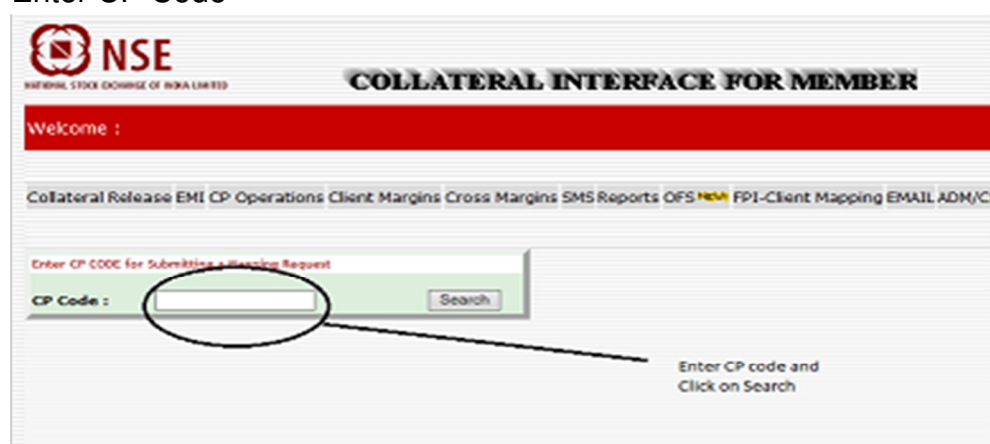 Enter CP Code
NSE
NATIONAL STOCK EXCHANGE OF INDIA LIMITED
COLLATERAL INTERFACE FOR MEMBER
Welcome :
Collateral Release EMI CP Operations Client Margins Cross Margins SMS Reports OFS NEW FPI-Client Mapping EMAIL ADM/C
Enter CP CODE for Submitting a Mapping Request
CP Code :
Search
Enter CP code and
Click on Search